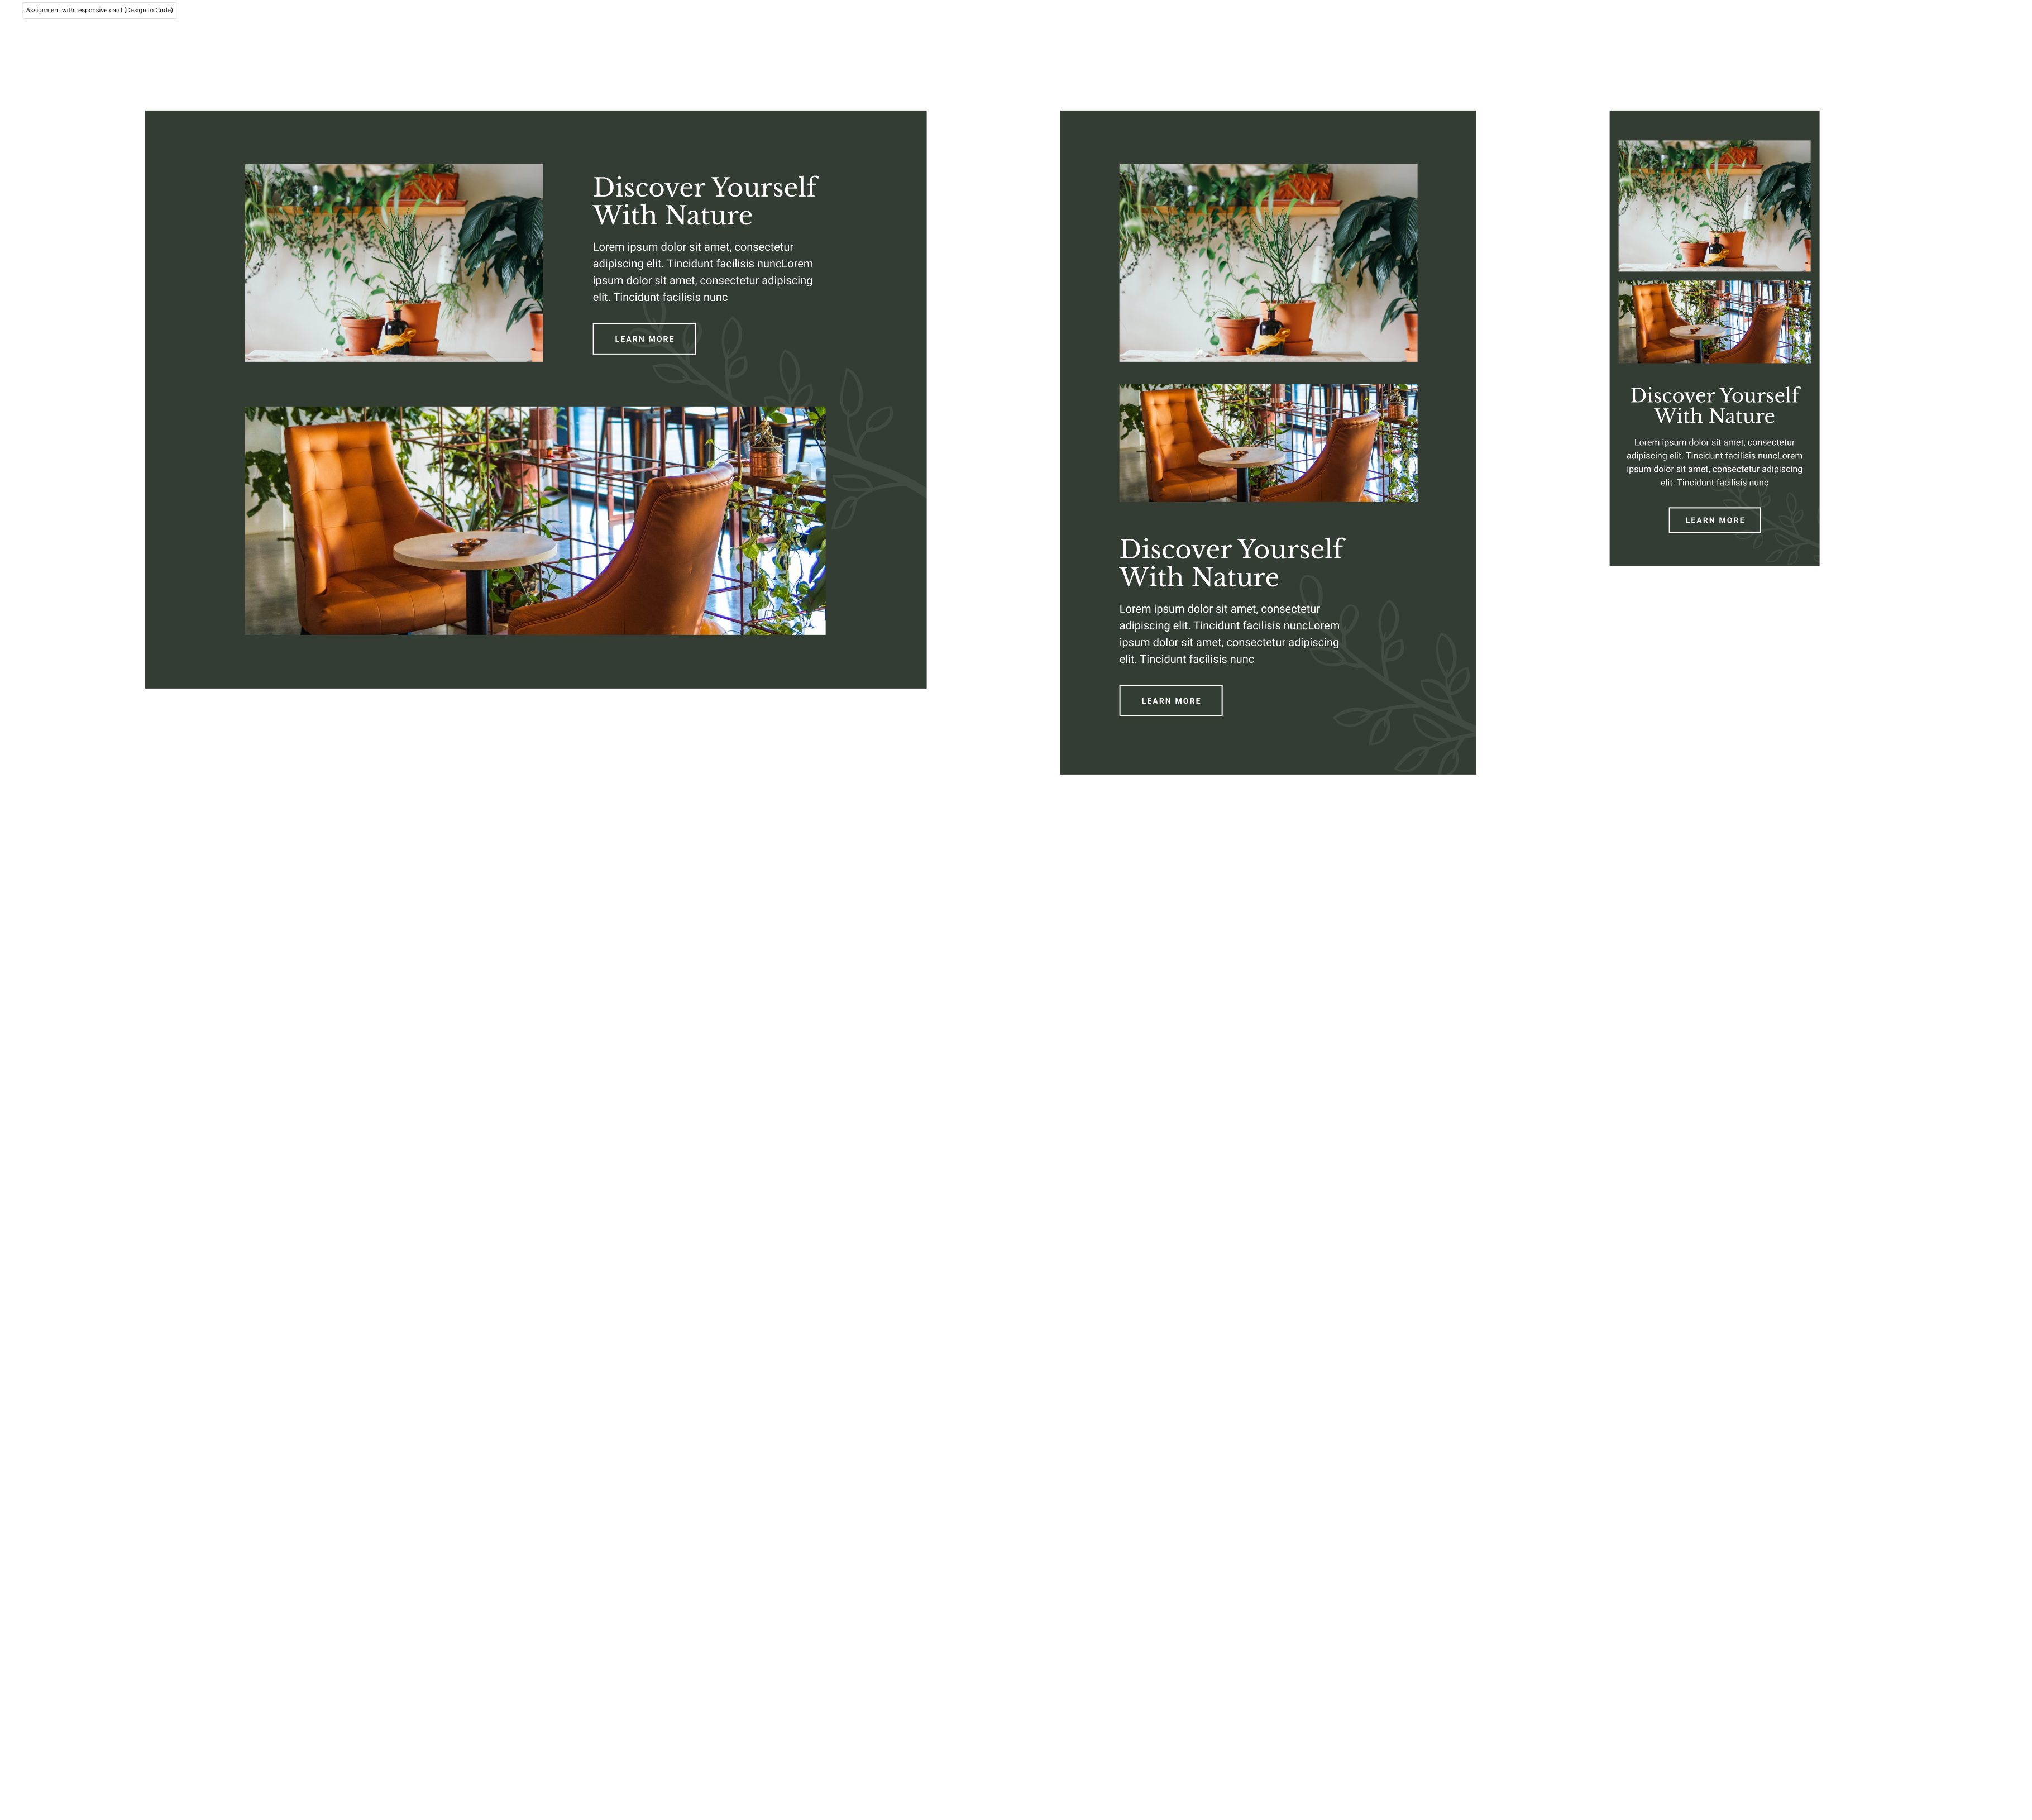 Assignment with responsive card (Design to Code)
Discover Yourself
With Nature
Lorem ipsum dolor sit amet, consectetur
adipiscing elit. Tincidunt facilisis nuncLorem
ipsum dolor sit amet, consectetur adipiscing
elit. Tincidunt facilisis nunc
LEARN MORE
Discover Yourself
With Nature
Lorem ipsum dolor sit amet, consectetur
adipiscing elit. Tincidunt facilisis nuncLorem
ipsum dolor sit amet, consectetur adipiscing
elit. Tincidunt facilisis nunc
LEARN MORE
Discover Yourself
With Nature
Lorem ipsum dolor sit amet, consectetur
adipiscing elit. Tincidunt facilisis nuncLorem
ipsum dolor sit amet, consectetur adipiscing
elit. Tincidunt facilisis nunc
LEARN MORE